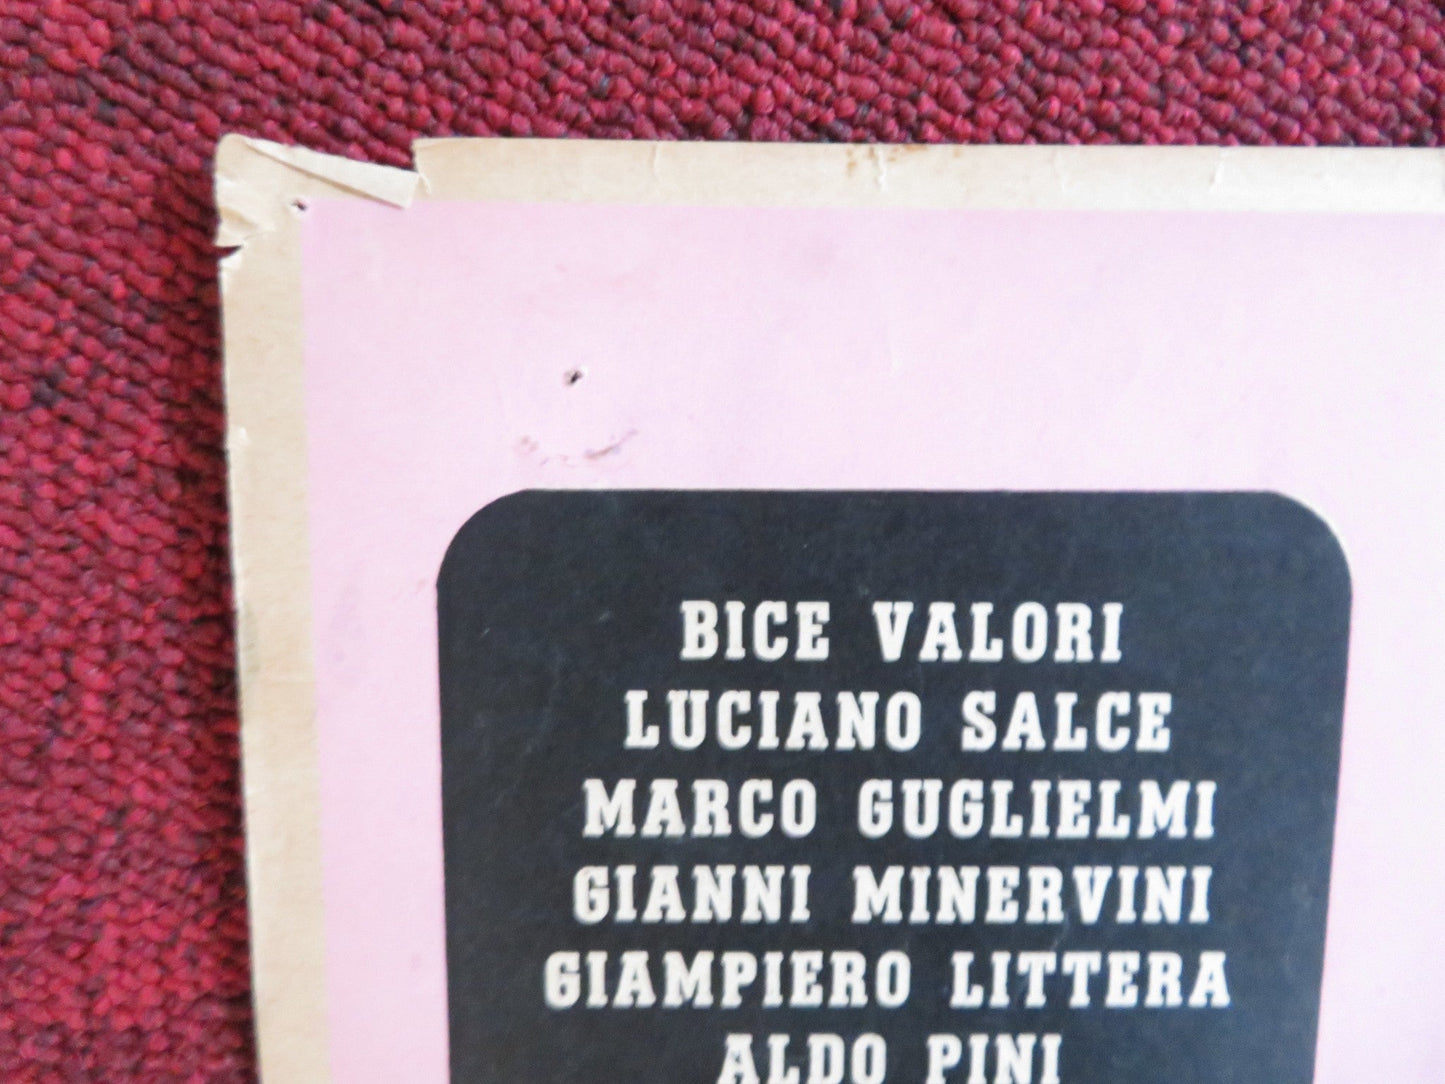 BICE VALORI
LUCIANO SALCE
MARCO GUGLIELMI
GIANNI MINERVINI
GIAMPIERO LITTERA
ALDO PINI